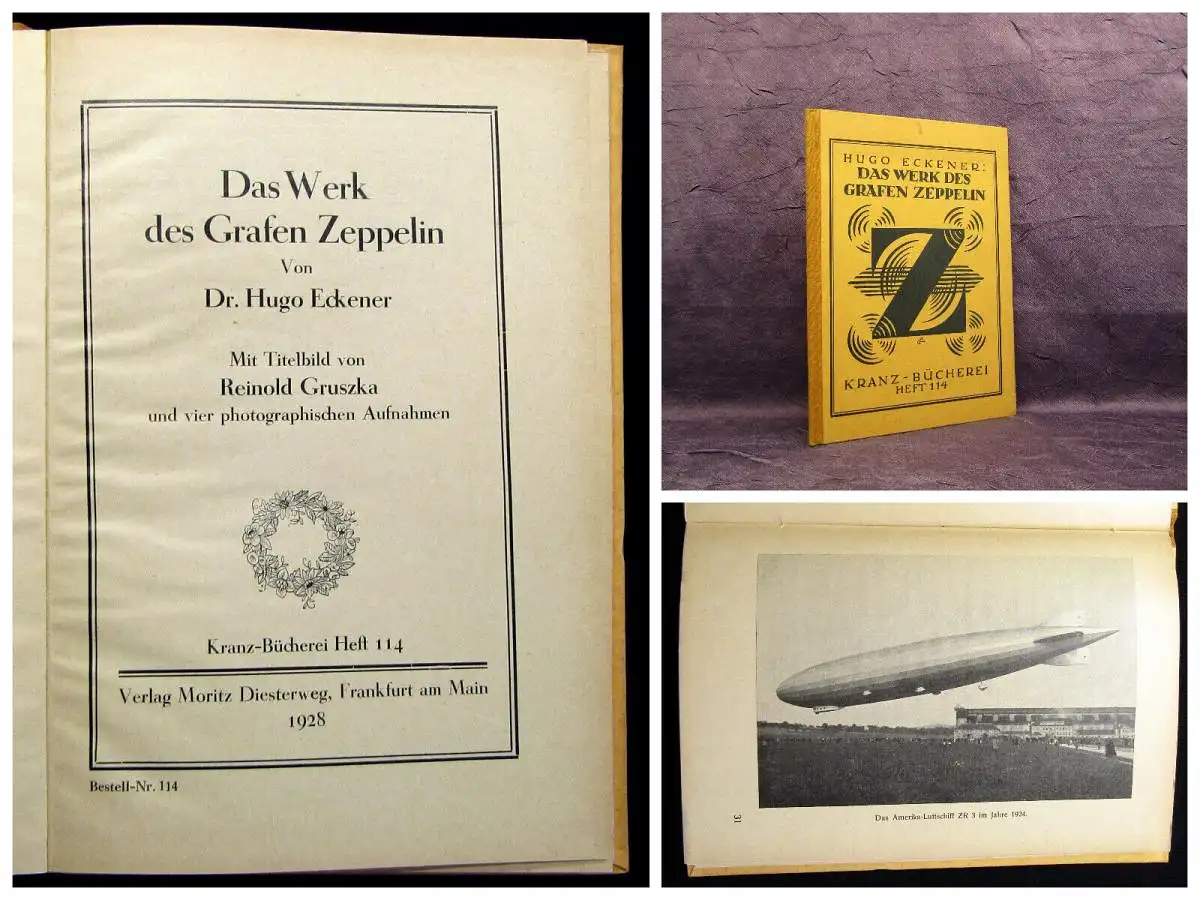 Das Werk
des Grafen Zeppelin
Von
Dr. Hugo Eckener
Mit Titelbild von
Reinold Gruszka
und vier photographischen Aufnahmen
Kranz-Bücherei Heft 114
Verlag Moritz Diesterweg, Frankfurt am Main
1928
Bestell-Nr. 114
HUGO ECKENER:
DAS WERK DES
GRAFEN ZEPPELIN
Z
KRANZ-BÜCHEREI
HEFT 114
31
Das Amerika-Luftschiff ZR 3 im Jahre 1924.